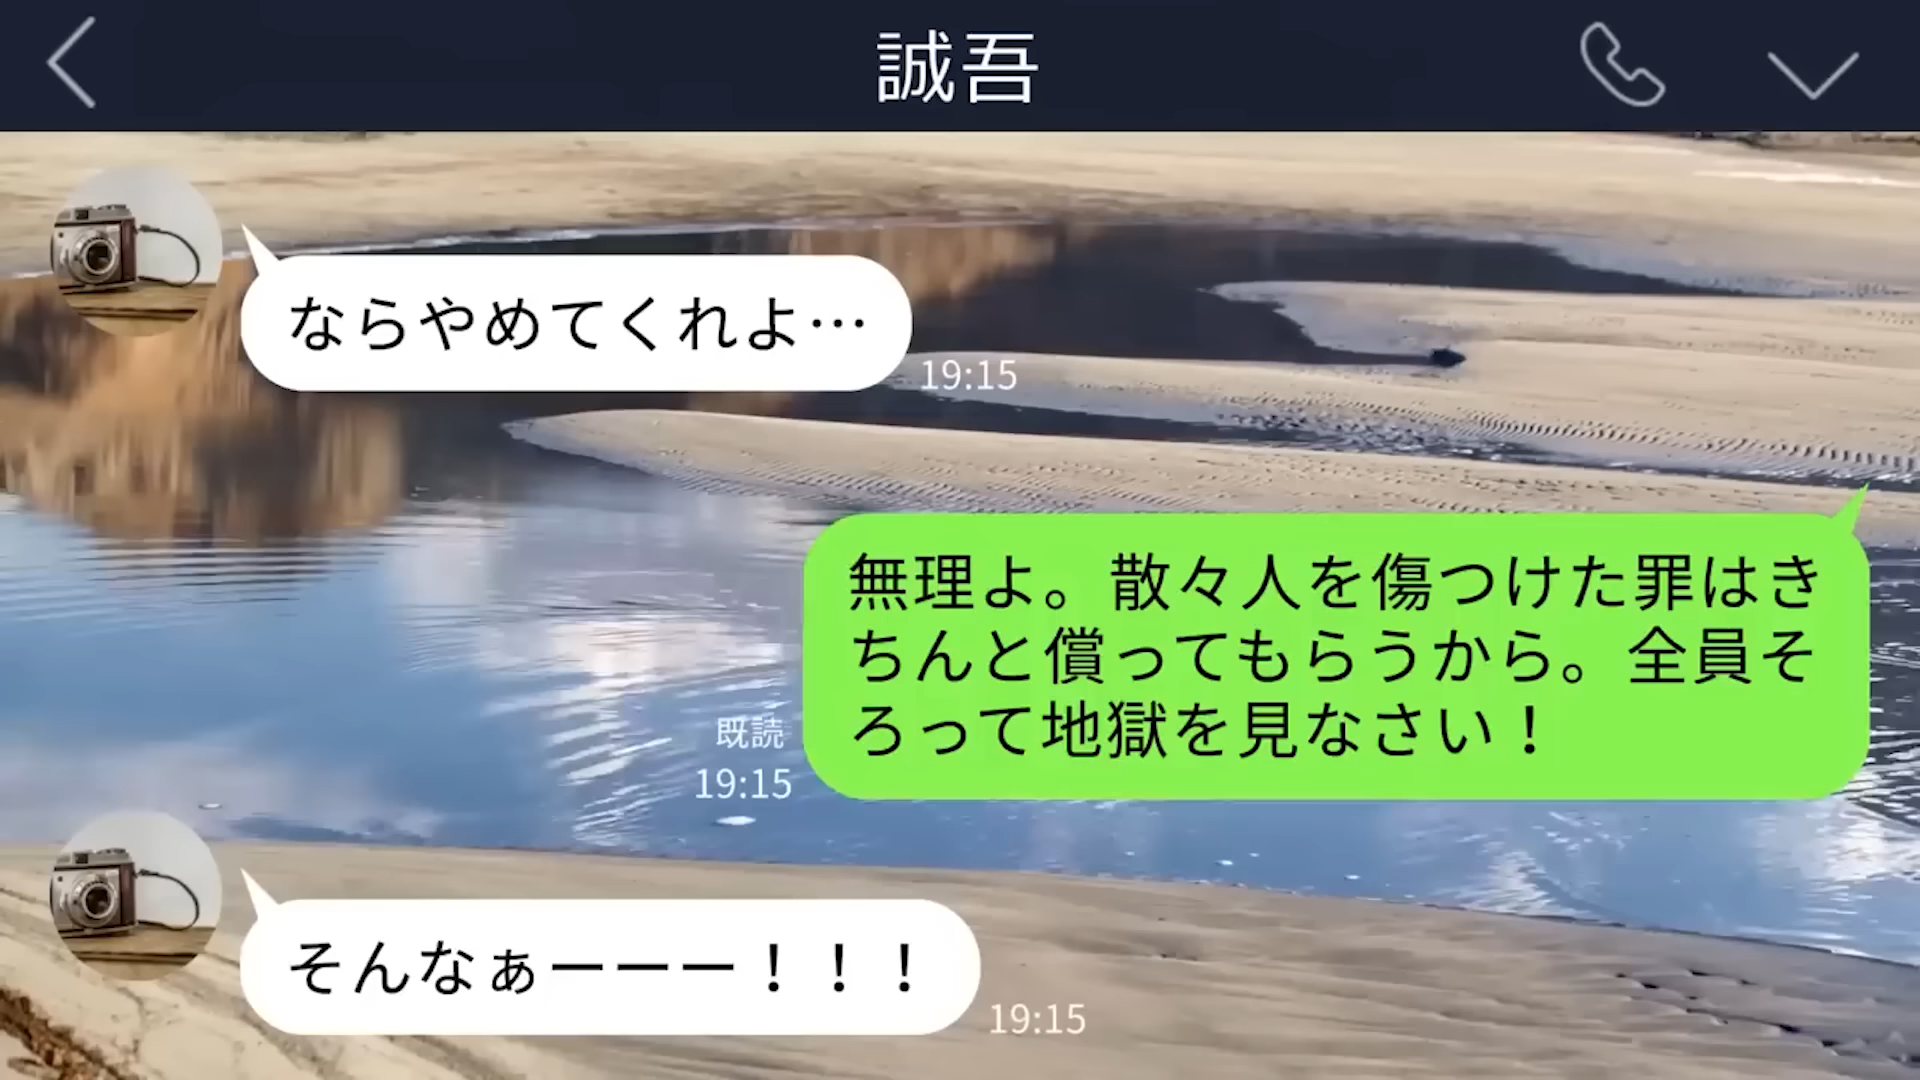 誠吾
ならやめてくれよ…
19:15
無理よ。散々人を傷つけた罪はき
ちんと償ってもらうから。全員そ
ろって地獄を見なさい！
既読
19:15
そんなぁーーー！！！
19:15